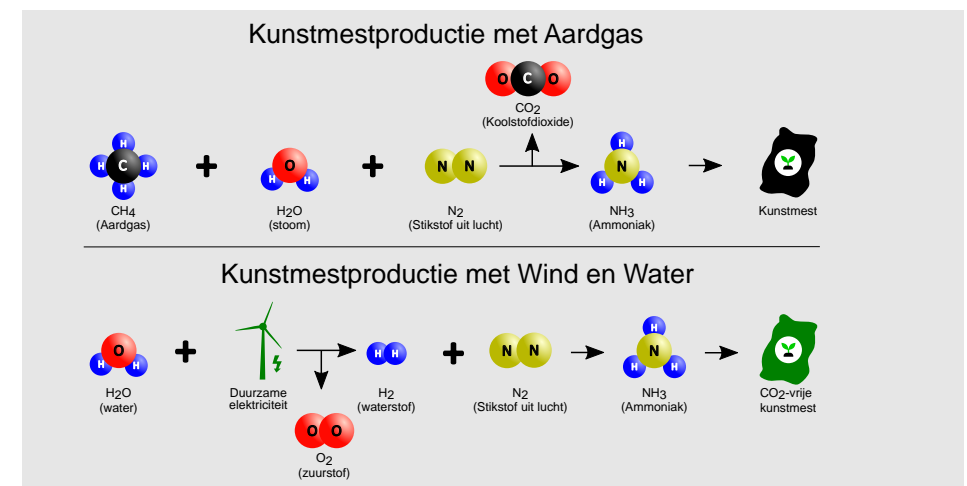 Kunstmestproductie met Aardgas
O C O
CO2
(Koolstofdioxide)
H
H C H
H
+
O
H H
+
N N
H
N
H H
CH4
(Aardgas)
H2O
(stoom)
N2
(Stikstof uit lucht)
NH3
(Ammoniak)
Kunstmest
Kunstmestproductie met Wind en Water
O
H H
+
H H
+
N N
H
N
H H
H2O
(water)
Duurzame
elektriciteit
H2
(waterstof)
N2
(Stikstof uit lucht)
NH3
(Ammoniak)
CO2-vrije
kunstmest
O O
O2
(zuurstof)